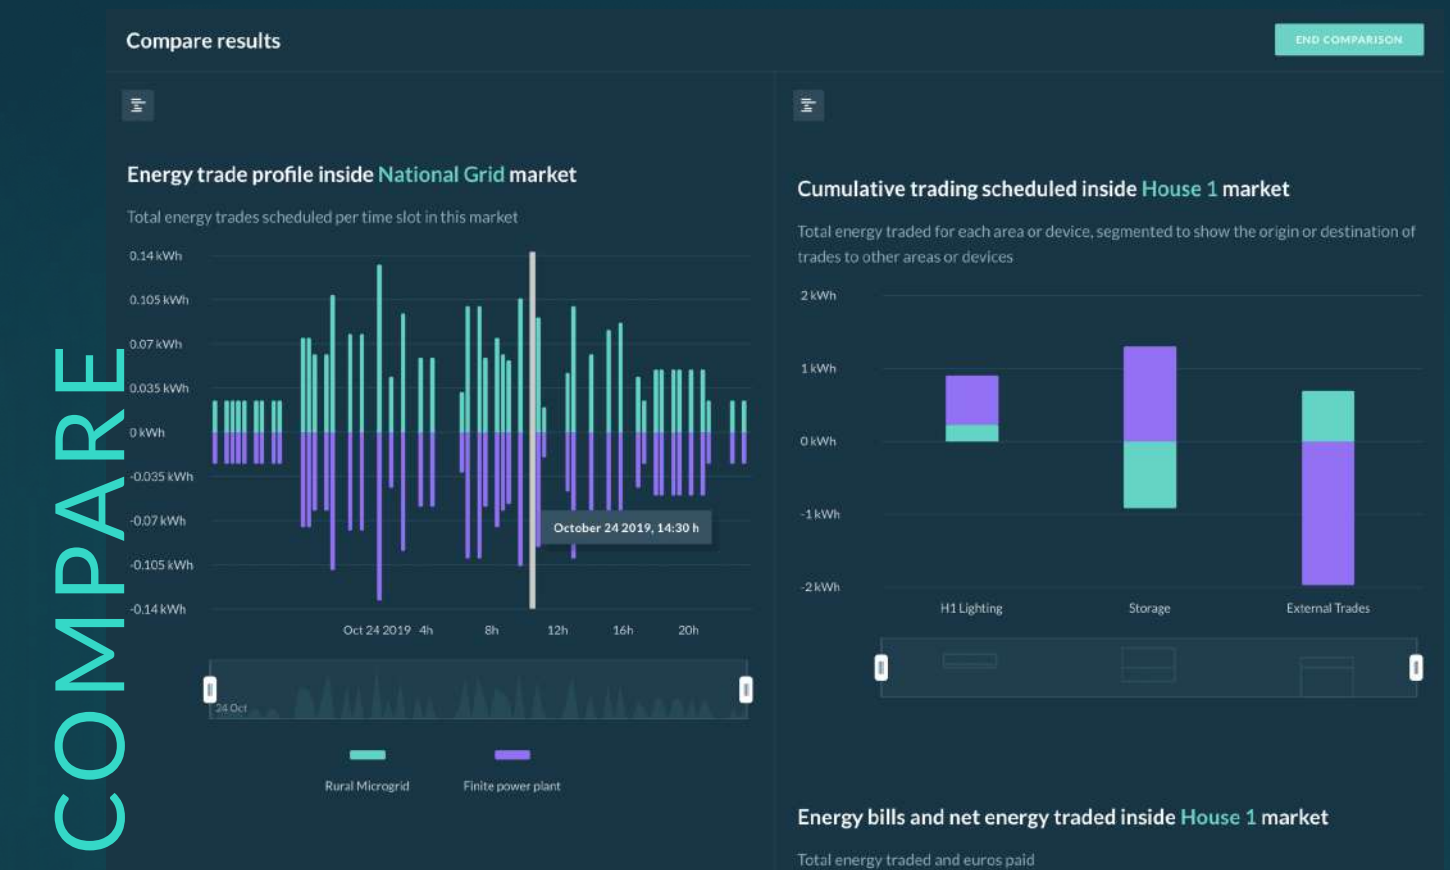 COMPARE
Compare results
END COMPARISON
Energy trade profile inside National Grid market
Total energy trades scheduled per time slot in this market
0.14 kWh
0.105 kWh
0.07 kWh
0.035 kWh
0 kWh
-0.035 kWh
-0.07 kWh
-0.105 kWh
-0.14 kWh
October 24 2019, 14:30 h
Oct 24 2019 4h 8h 12h 16h 20h
24 Oct
Rural Microgrid Finite power plant
Cumulative trading scheduled inside House 1 market
Total energy traded for each area or device, segmented to show the origin or destination of
trades to other areas or devices
2 kWh
1 kWh
0 kWh
-1 kWh
-2 kWh
H1 Lighting Storage External Trades
Energy bills and net energy traded inside House 1 market
Total energy traded and euros paid